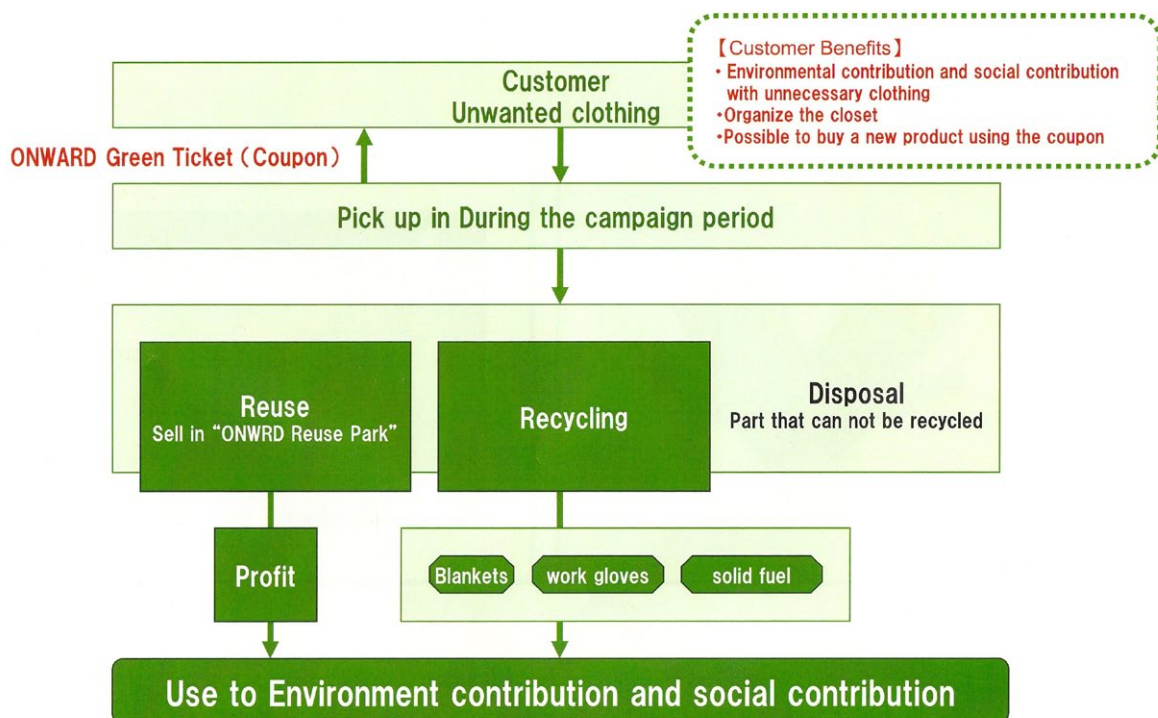 【Customer Benefits】
・Environmental contribution and social contribution
with unnecessary clothing
・Organize the closet
・Possible to buy a new product using the coupon
Customer
Unwanted clothing
ONWARD Green Ticket (Coupon)
Pick up in During the campaign period
Reuse
Sell in “ONWRD Reuse Park”
Recycling
Disposal
Part that can not be recycled
Profit
Blankets
work gloves
solid fuel
Use to Environment contribution and social contribution